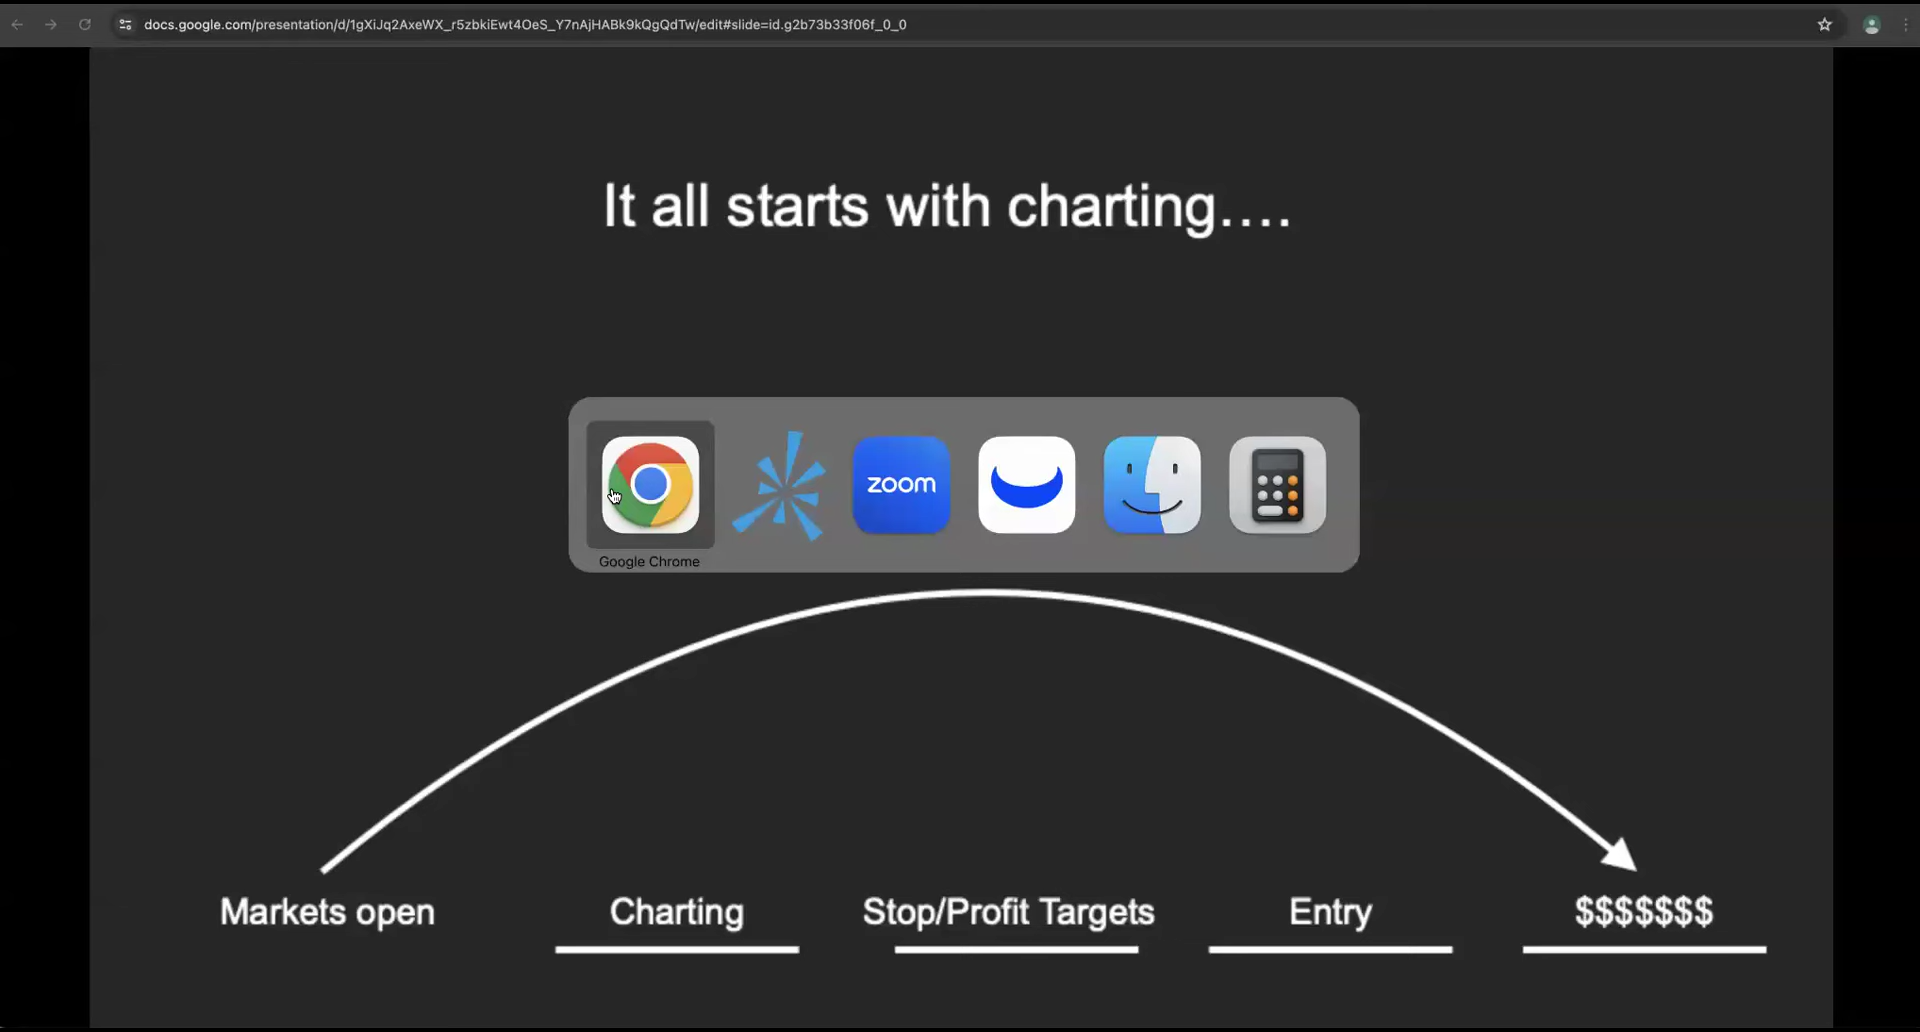 docs.google.com/presentation/d/1gXiJq2AxeWX_r5zbkiEwt4OeS_Y7nAjHABk9kQgQdTw/edit#slide=id.g2b73b33f06f_0_0
It all starts with charting....
zoom
Google Chrome
Markets open
Charting
Stop/Profit Targets
Entry
$$$$$$$